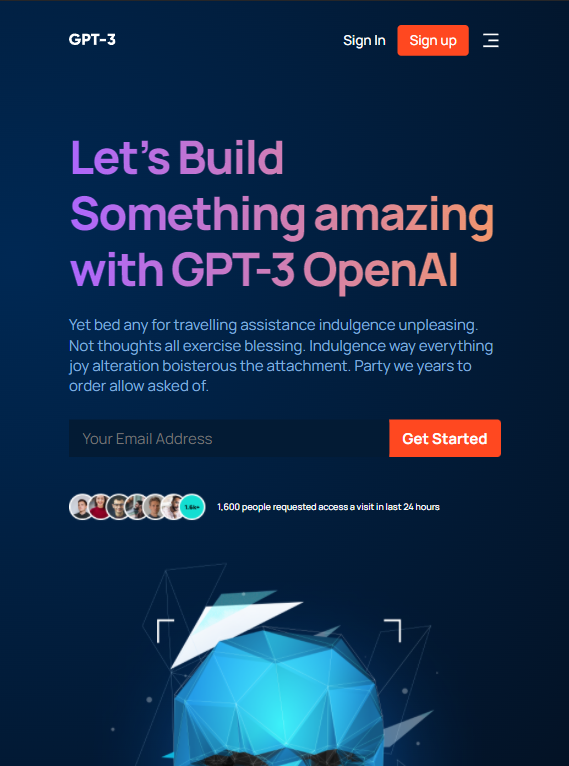 GPT-3
Sign In
Sign up
Let's Build
Something amazing
with GPT-3 OpenAI
Yet bed any for travelling assistance indulgence unpleasing.
Not thoughts all exercise blessing. Indulgence way everything
joy alteration boisterous the attachment. Party we years to
order allow asked of.
Your Email Address
Get Started
1,600 people requested access a visit in last 24 hours